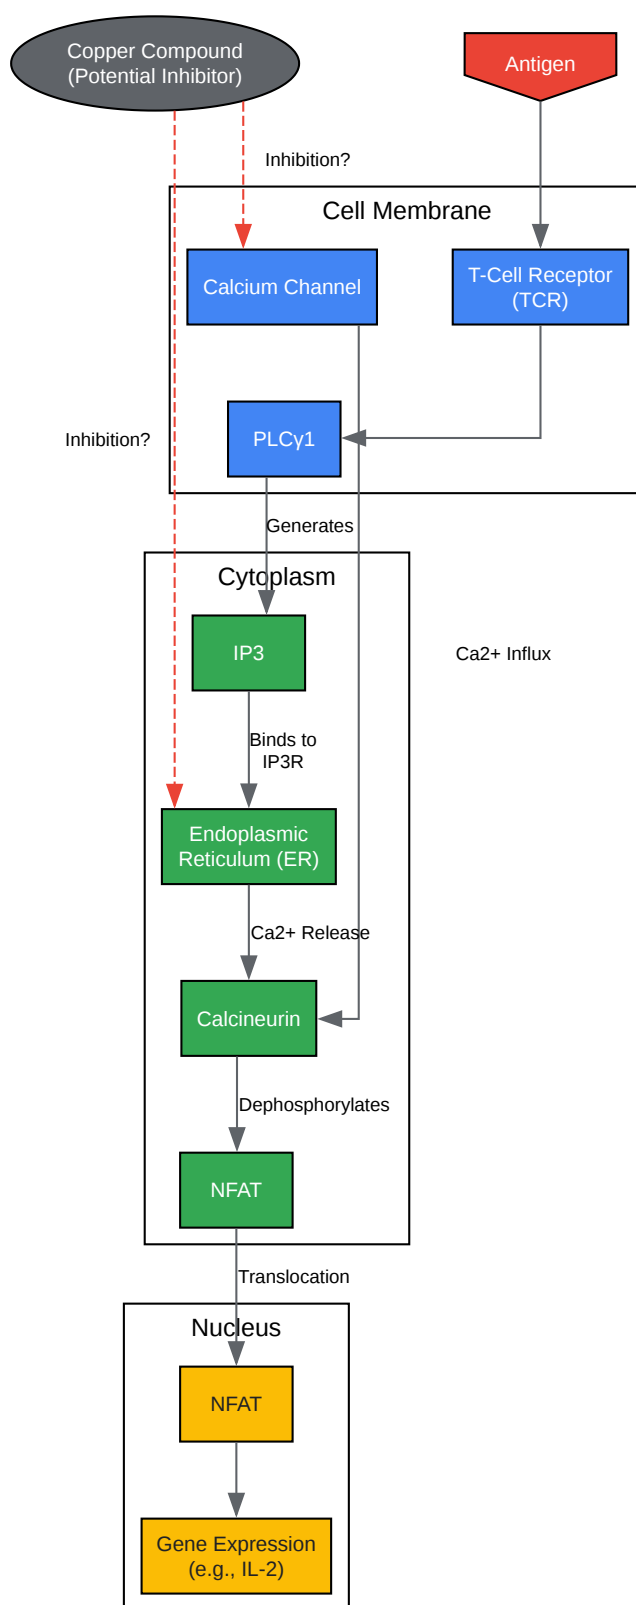 Copper Compound
(Potential Inhibitor)
Antigen
Inhibition?
Cell Membrane
Calcium Channel
T-Cell Receptor
(TCR)
Inhibition?
PLCγ1
Generates
Cytoplasm
IP3
Ca2+ Influx
Binds to
IP3R
Endoplasmic
Reticulum (ER)
Ca2+ Release
Calcineurin
Dephosphorylates
NFAT
Translocation
Nucleus
NFAT
Gene Expression
(e.g., IL-2)